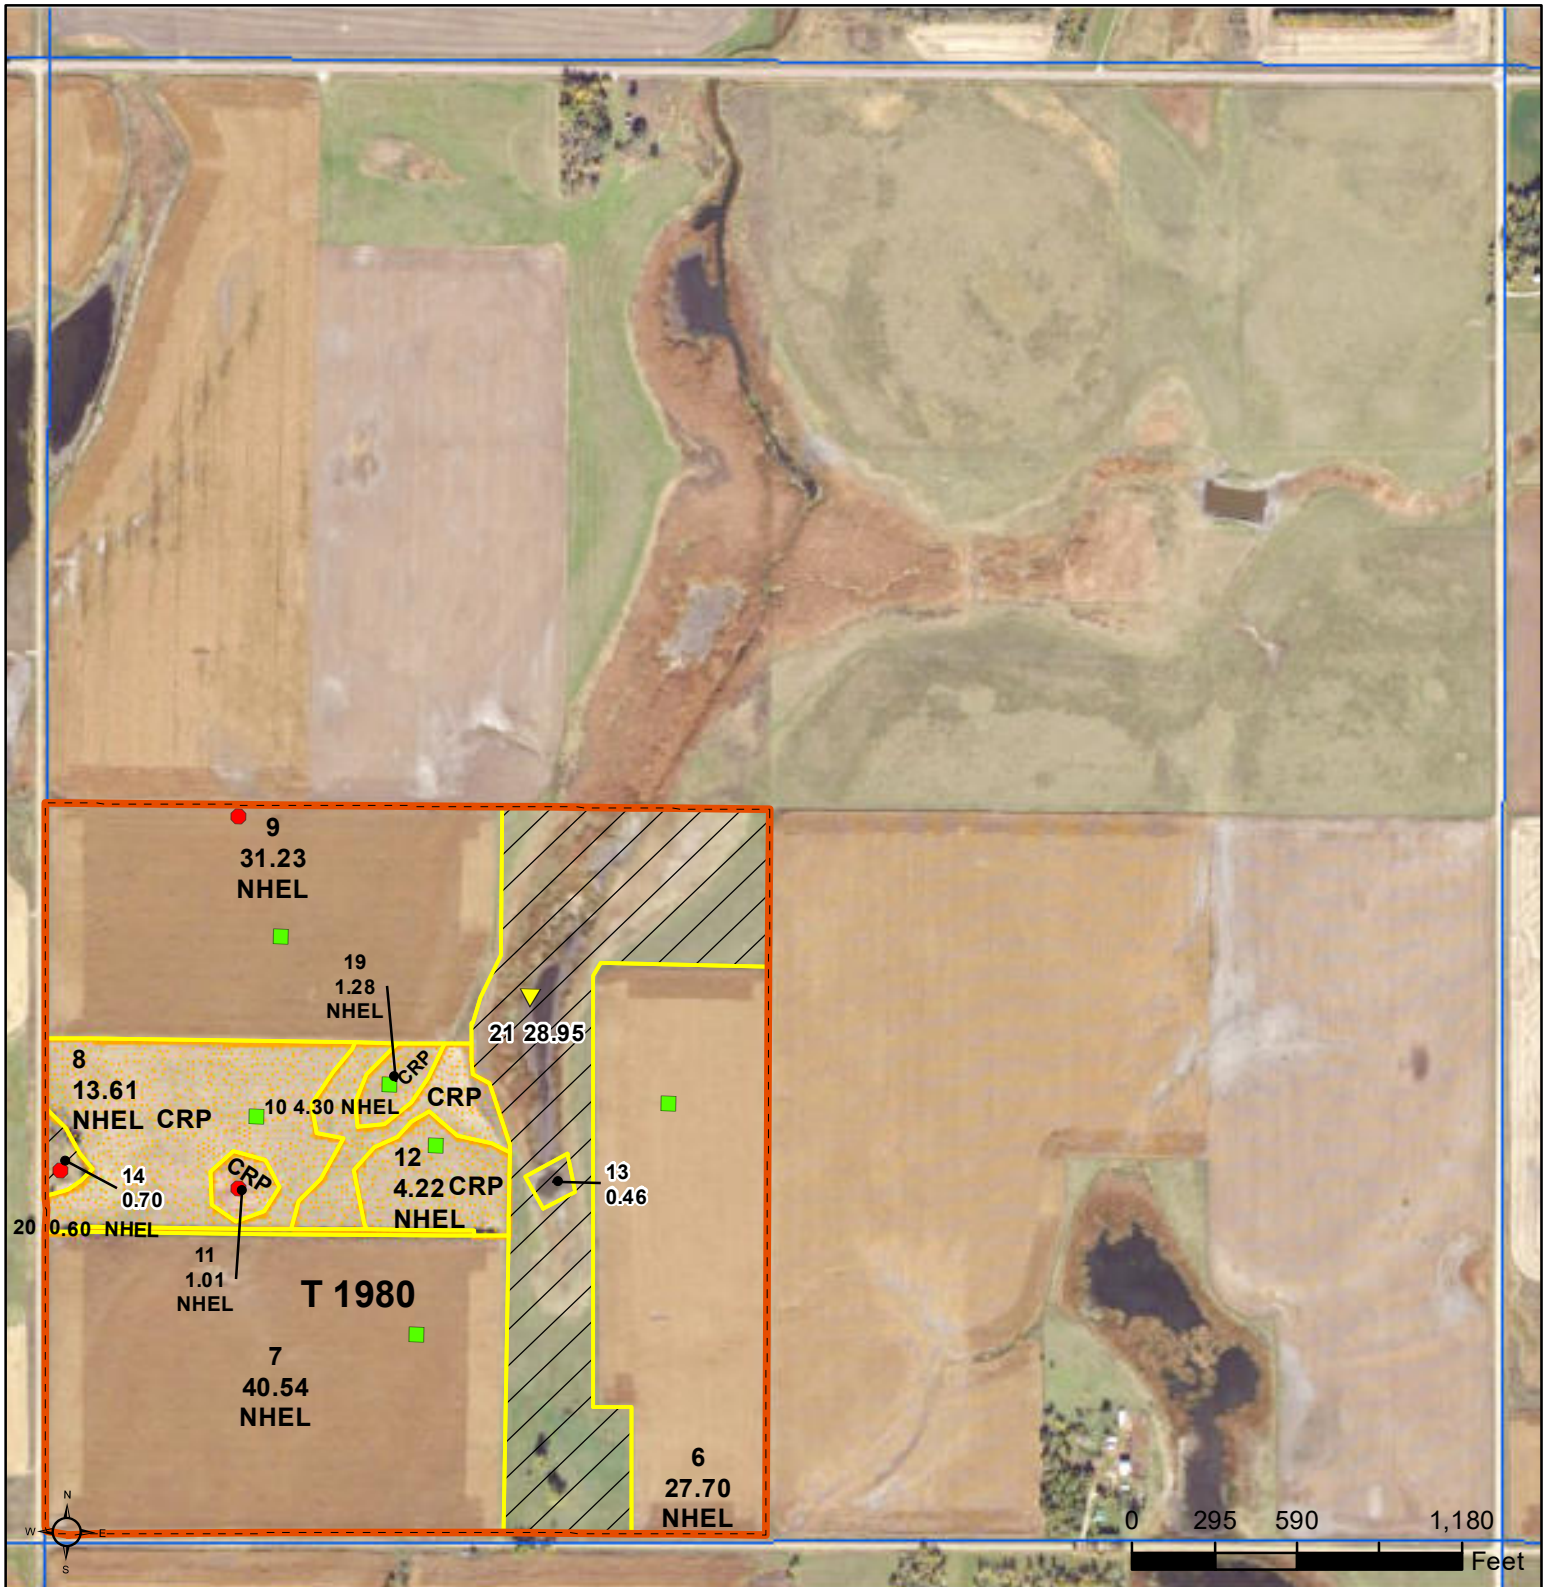 9
31.23
NHEL
19
1.28
NHEL
21 28.95
8
13.61
NHEL CRP
CRP
CRP
10 4.30 NHEL
CRP
12
4.22 CRP
NHEL
14
0.70
13
0.46
20 0.60 NHEL
11
1.01
NHEL
T 1980
7
40.54
NHEL
6
27.70
NHEL
N
W E
S
0 295 590 1,180
Feet